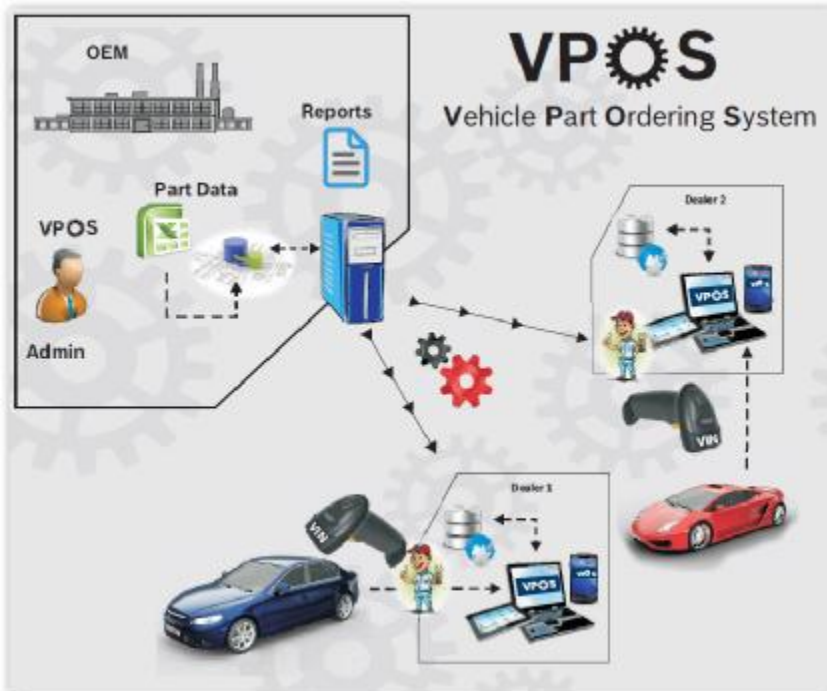 VPOS
Vehicle Part Ordering System
OEM
Reports
Part Data
VPOS
Admin
Dealer 2
VPOS
VIN
Dealer 1
VIN
VPOS